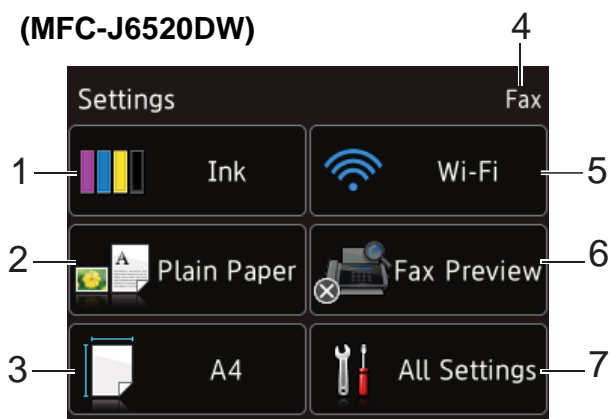 (MFC-J6520DW)
4
Settings
Fax
1
Ink
Wi-Fi
5
2
A
Plain Paper
Fax Preview
6
3
A4
All Settings
7